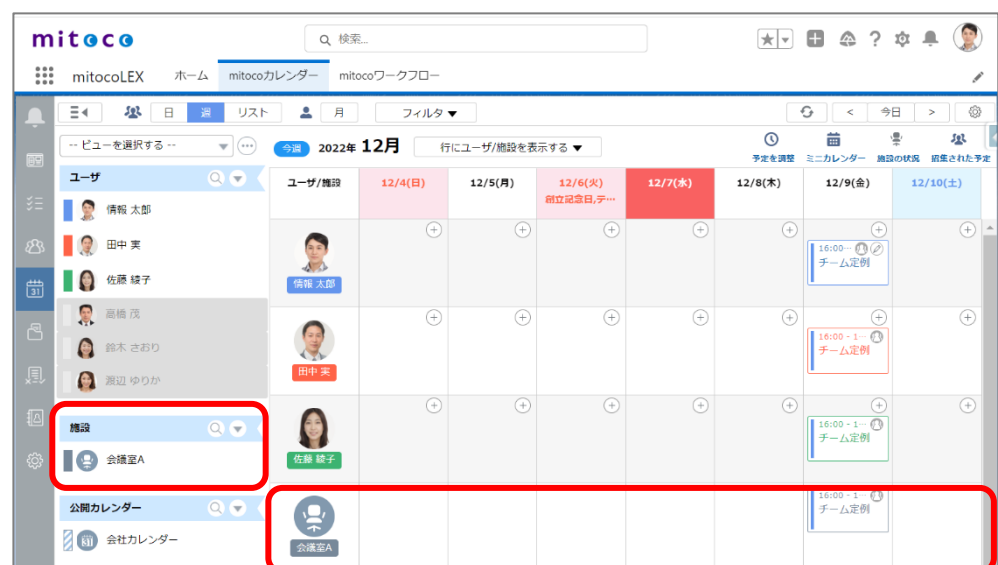 mitoco
検索...
mitocoLEX ホーム mitocoカレンダー mitocoワークフロー
日 週 リスト 月 フィルタ▼ < 今日 >
-- ビューを選択する -- 今週 2022年 12月 行にユーザ/施設を表示する ▼ 予定を調整 ミニカレンダー 施設の状況 招集された予定
ユーザ
情報 太郎
田中 実
佐藤 綾子
高橋 茂
鈴木 さおり
渡辺 ゆりか
施設
会議室A
公開カレンダー
会社カレンダー
31
31
ユーザ/施設 12/4(日) 12/5(月) 12/6(火) 12/7(水) 12/8(木) 12/9(金) 12/10(土)
創立記念日,デ…
情報 太郎
16:00…
チーム定例
田中 実
16:00 - 1…
チーム定例
佐藤 綾子
16:00 - 1…
チーム定例
会議室A
16:00 - 1…
チーム定例